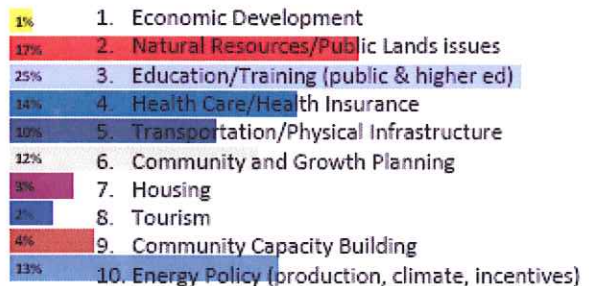 1% 1. Economic Development
17% 2. Natural Resources/Public Lands issues
25% 3. Education/Training (public & higher ed)
14% 4. Health Care/Health Insurance
10% 5. Transportation/Physical Infrastructure
12% 6. Community and Growth Planning
3% 7. Housing
2% 8. Tourism
4% 9. Community Capacity Building
13% 10. Energy Policy (production, climate, incentives)